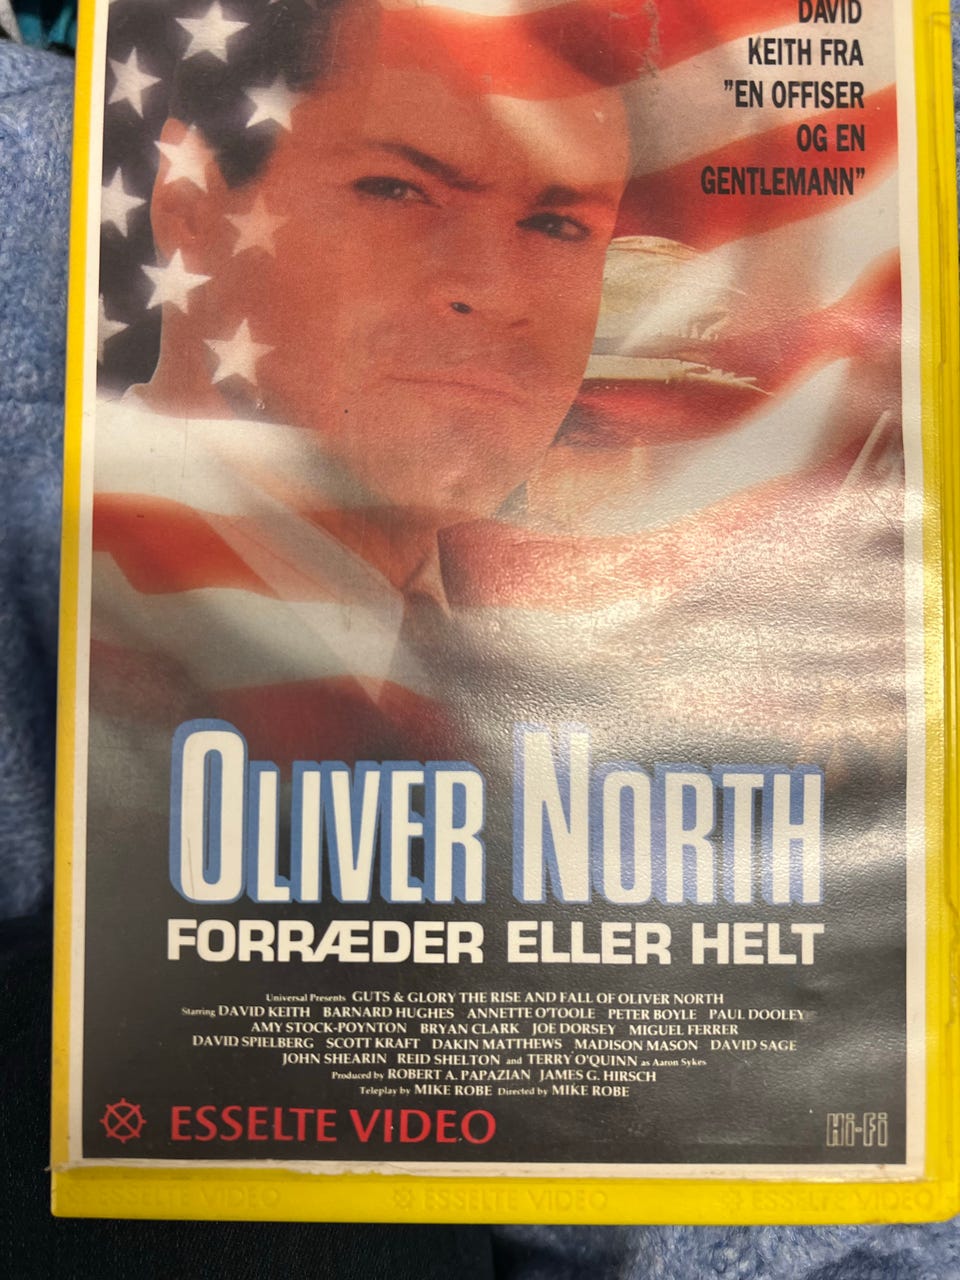 DAVID
KEITH FRA
"EN OFFISER
OG EN
GENTLEMANN"
OLIVER NORTH
FORRÆDER ELLER HELT
Universal Presents GUTS & GLORY THE RISE AND FALL OF OLIVER NORTH
Starring DAVID KEITH BARNARD HUGHES ANNETTE O'TOOLE PETER BOYLE PAUL DOOLEY
AMY STOCK-POYNTON BRYAN CLARK JOE DORSEY MIGUEL FERRER
DAVID SPIELBERG SCOTT KRAFT DAKIN MATTHEWS MADISON MASON DAVID SAGE
JOHN SHEARIN REID SHELTON and TERRY O'QUINN as Aaron Sykes
Produced by ROBERT A. PAPAZIAN JAMES G. HIRSCH
Teleplay by MIKE ROBE Directed by MIKE ROBE
ESSELTE VIDEO Hi-Fi
ESSELTE VIDEO ESSELTE VIDEO ESSELTE VIDEO